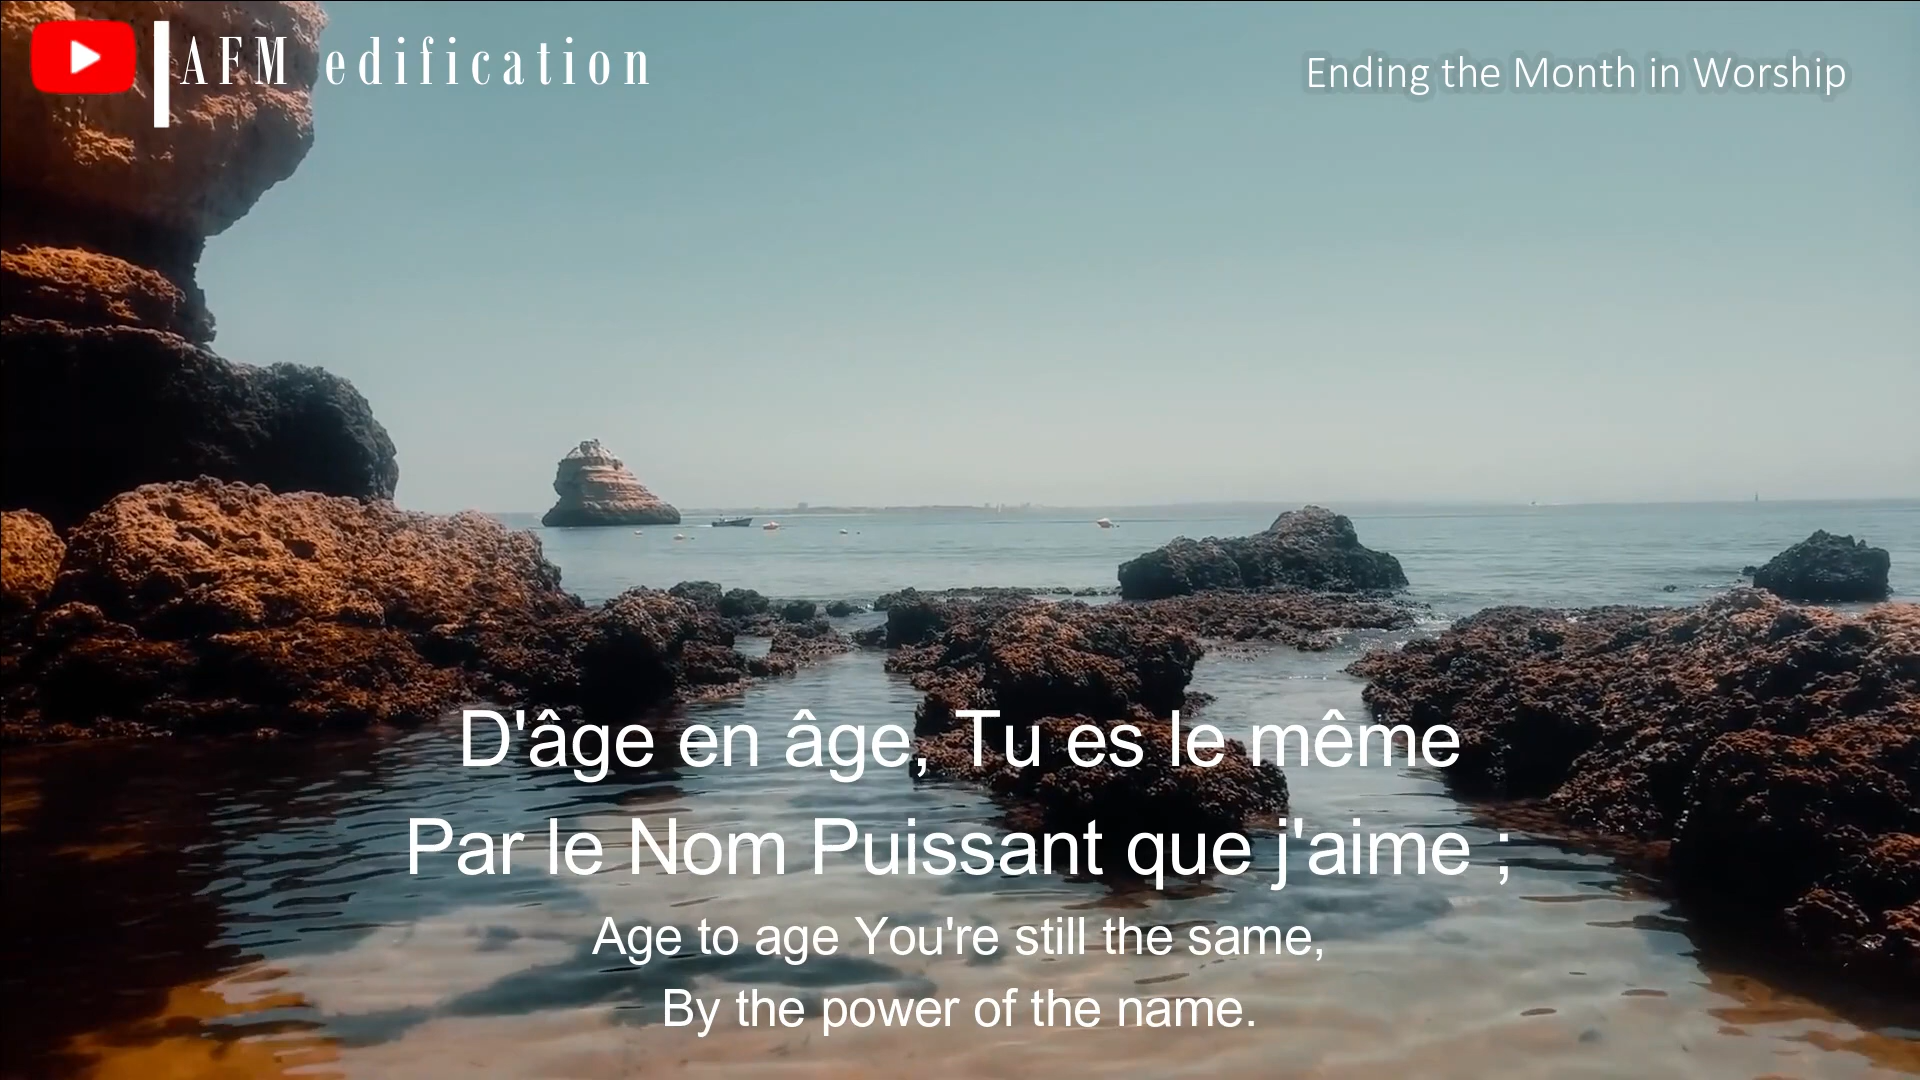 AFM edification
Ending the Month in Worship
D'âge en âge, Tu es le même
Par le Nom Puissant que j'aime ;
Age to age You're still the same,
By the power of the name.